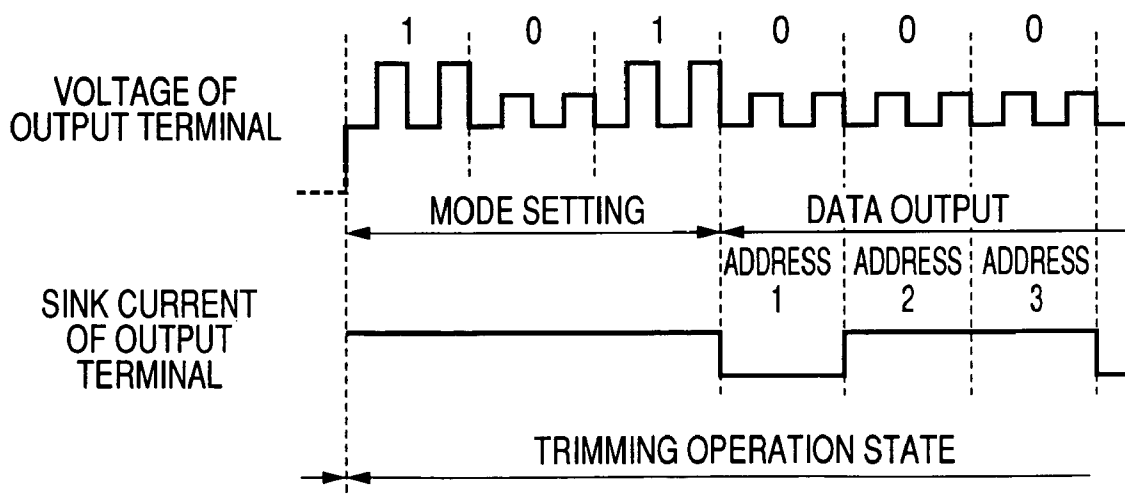 1 0 1 0 0 0
VOLTAGE OF
OUTPUT TERMINAL
MODE SETTING
DATA OUTPUT
ADDRESS
1
ADDRESS
2
ADDRESS
3
SINK CURRENT
OF OUTPUT
TERMINAL
TRIMMING OPERATION STATE